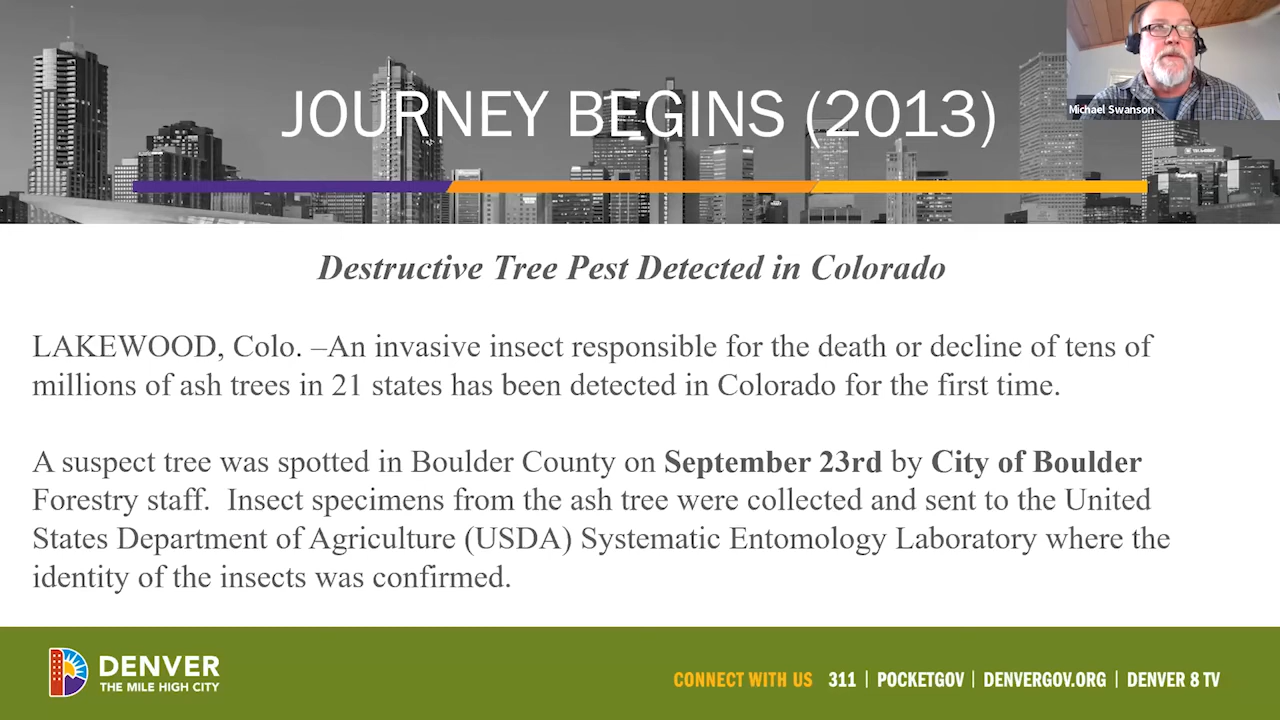 Michael Swanson
JOURNEY BEGINS (2013)
Destructive Tree Pest Detected in Colorado
LAKEWOOD, Colo. –An invasive insect responsible for the death or decline of tens of
millions of ash trees in 21 states has been detected in Colorado for the first time.
A suspect tree was spotted in Boulder County on September 23rd by City of Boulder
Forestry staff.  Insect specimens from the ash tree were collected and sent to the United
States Department of Agriculture (USDA) Systematic Entomology Laboratory where the
identity of the insects was confirmed.
DENVER
THE MILE HIGH CITY
CONNECT WITH US 311 | POCKETGOV | DENVERGOV.ORG | DENVER 8 TV